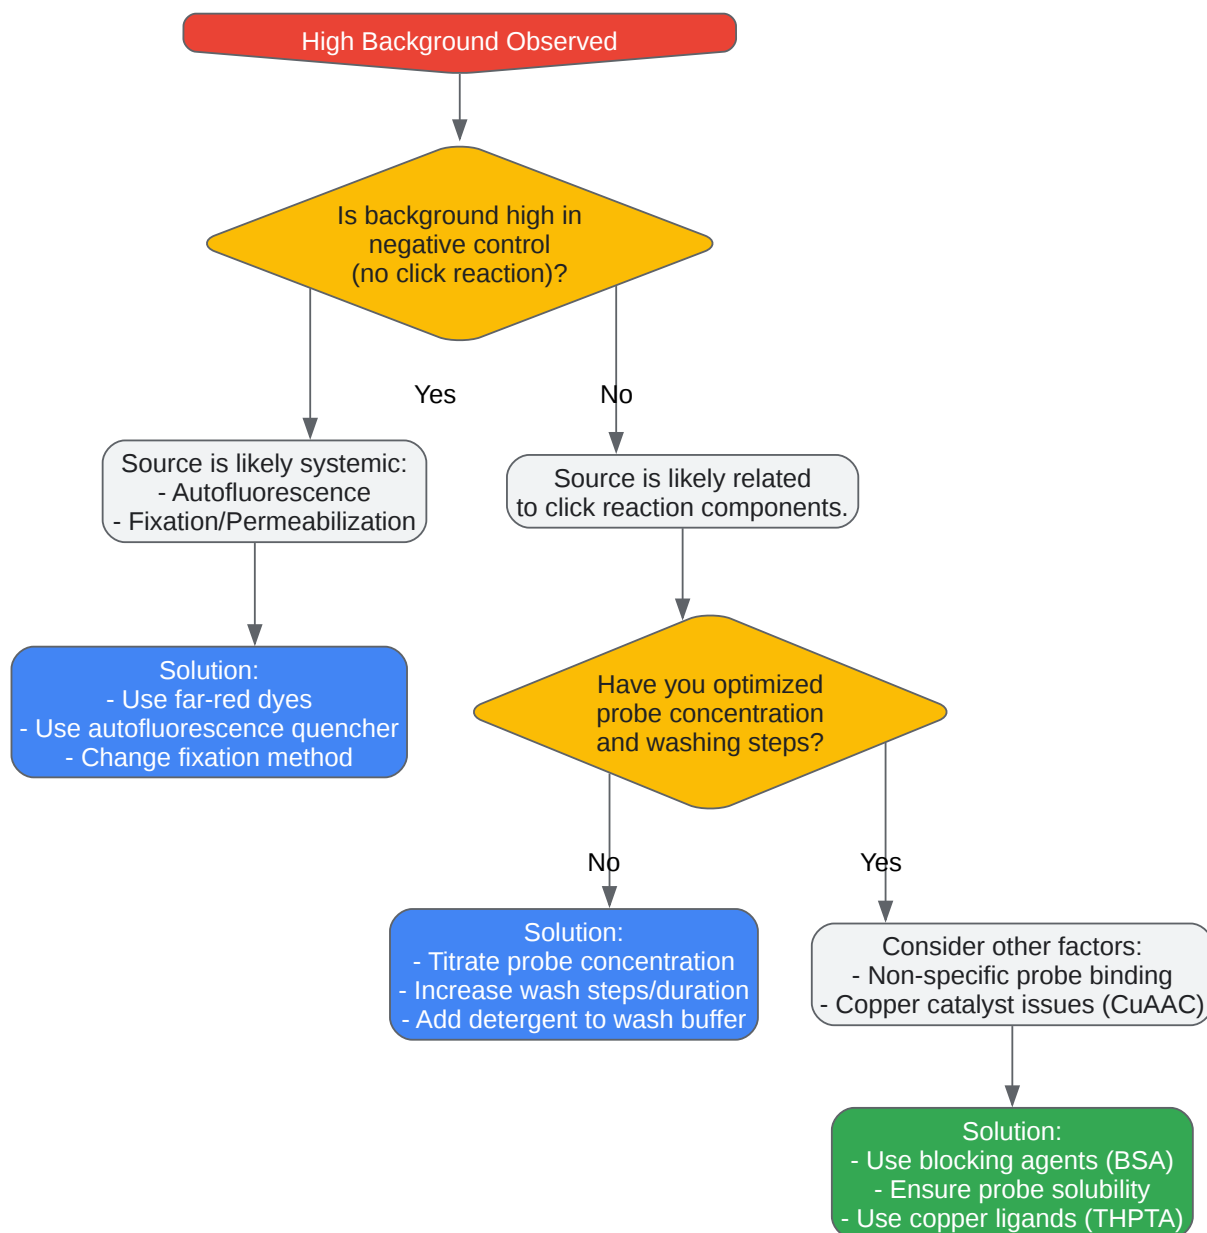 High Background Observed
Is background high in
negative control
(no click reaction)?
Yes
No
Source is likely systemic:
- Autofluorescence
- Fixation/Permeabilization
Source is likely related
to click reaction components.
Solution:
- Use far-red dyes
- Use autofluorescence quencher
- Change fixation method
Have you optimized
probe concentration
and washing steps?
No
Yes
Solution:
- Titrate probe concentration
- Increase wash steps/duration
- Add detergent to wash buffer
Consider other factors:
- Non-specific probe binding
- Copper catalyst issues (CuAAC)
Solution:
- Use blocking agents (BSA)
- Ensure probe solubility
- Use copper ligands (THPTA)